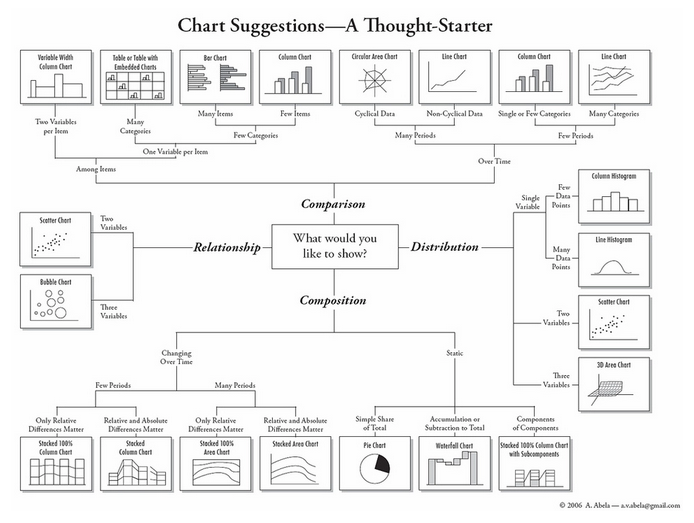 Chart Suggestions—A Thought-Starter
Variable Width
Column Chart
Table or Table with
Embedded Charts
Bar Chart
Column Chart
Circular Area Chart
Line Chart
Column Chart
Line Chart
Two Variables
per Item
Many
Categories
Many Items
Few Items
Cyclical Data
Non-Cyclical Data
Single or Few Categories
Many Categories
Few Categories
Many Periods
Few Periods
One Variable per Item
Among Items
Over Time
Comparison
What would you
like to show?
Relationship
Distribution
Composition
Scatter Chart
Two
Variables
Bubble Chart
Three
Variables
Single
Variable
Few
Data
Points
Column Histogram
Many
Data
Points
Line Histogram
Two
Variables
Scatter Chart
Three
Variables
3D Area Chart
Changing
Over Time
Static
Few Periods
Many Periods
Only Relative
Differences Matter
Relative and Absolute
Differences Matter
Only Relative
Differences Matter
Relative and Absolute
Differences Matter
Simple Share
of Total
Accumulation or
Subtraction to Total
Components
of Components
Stacked 100%
Column Chart
Stacked
Column Chart
Stacked 100%
Area Chart
Stacked Area Chart
Pie Chart
Waterfall Chart
Stacked 100% Column Chart
with Subcomponents
© 2006 A. Abela — a.v.abela@gmail.com